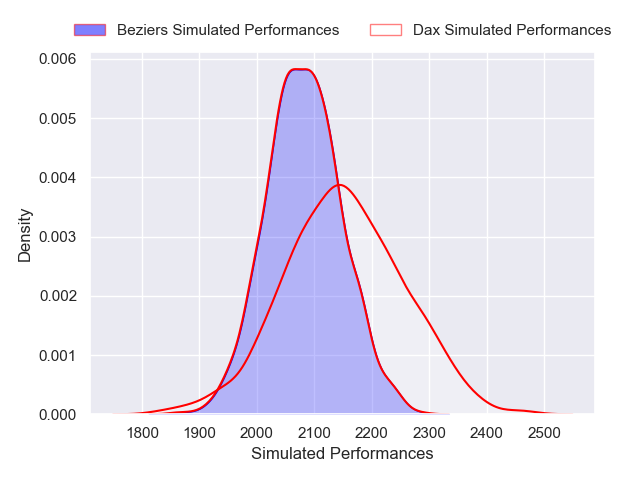 Beziers Simulated Performances Dax Simulated Performances
0.006
0.005
0.004
0.003
0.002
0.001
0.000
Density
1800 1900 2000 2100 2200 2300 2400 2500
Simulated Performances